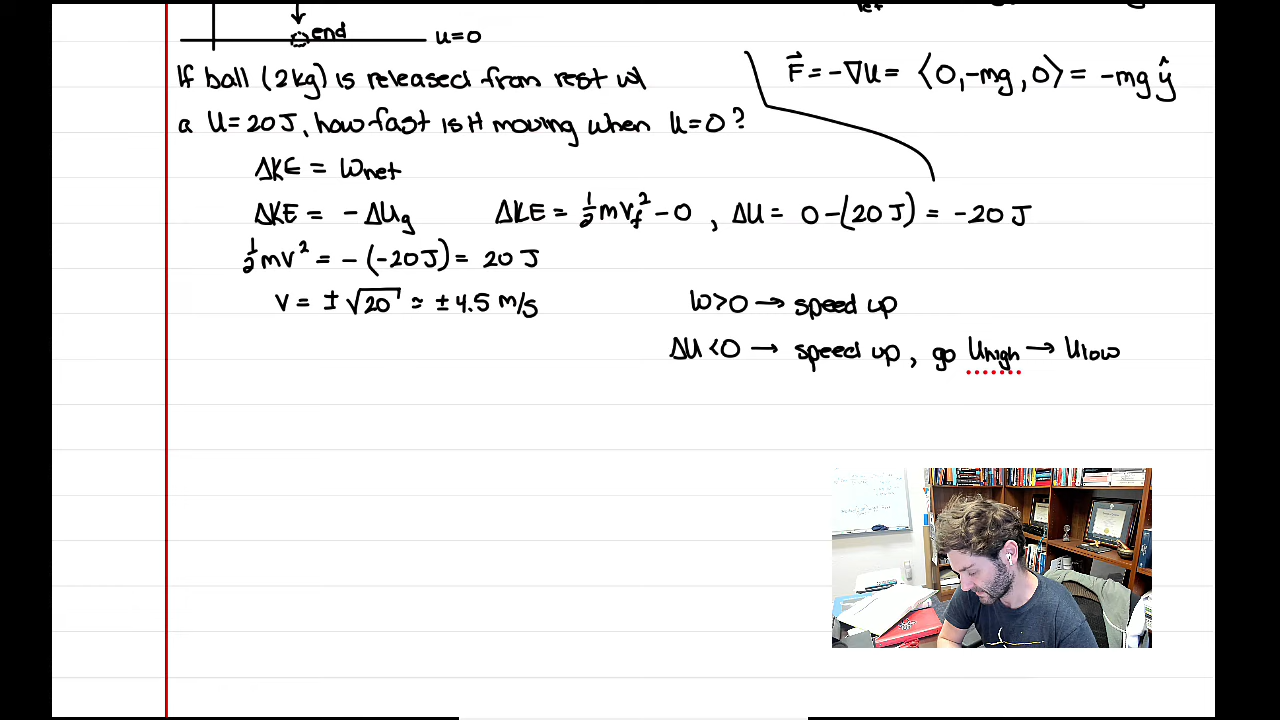 end
u=0
If ball (2kg) is released from rest w/
a U=20J, how fast is it moving when U=0?
F⃗ = -∇U = ⟨0,-mg,0⟩ = -mg ŷ
ΔKE = Wnet
ΔKE = -ΔUg
ΔKE = ½mvf² - 0 , ΔU = 0-(20 J) = -20 J
½mv² = -(-20J) = 20 J
V = ±√20 ≈ ±4.5 m/s
W>0 → speed up
ΔU<0 → speed up, go Uhigh → Ulow